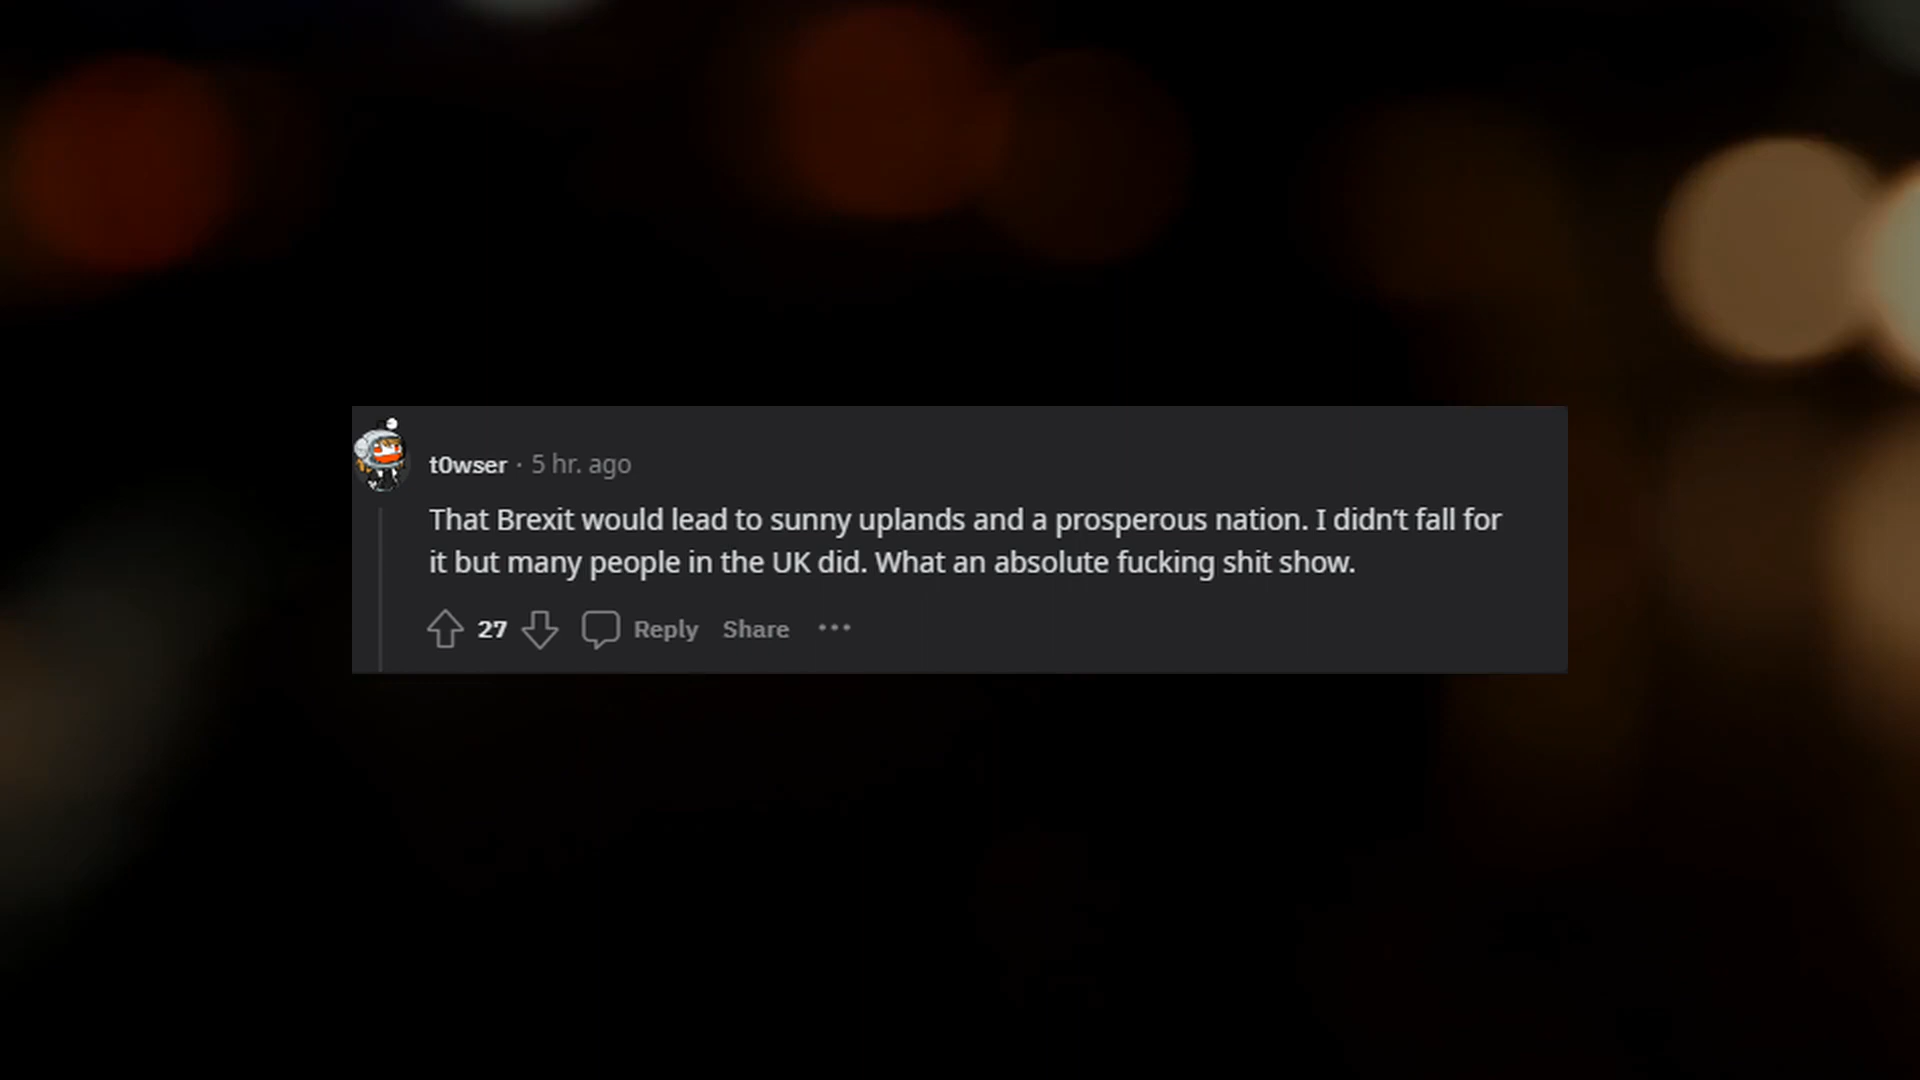 t0wser · 5 hr. ago
That Brexit would lead to sunny uplands and a prosperous nation. I didn’t fall for
it but many people in the UK did. What an absolute fucking shit show.
27 Reply Share ···